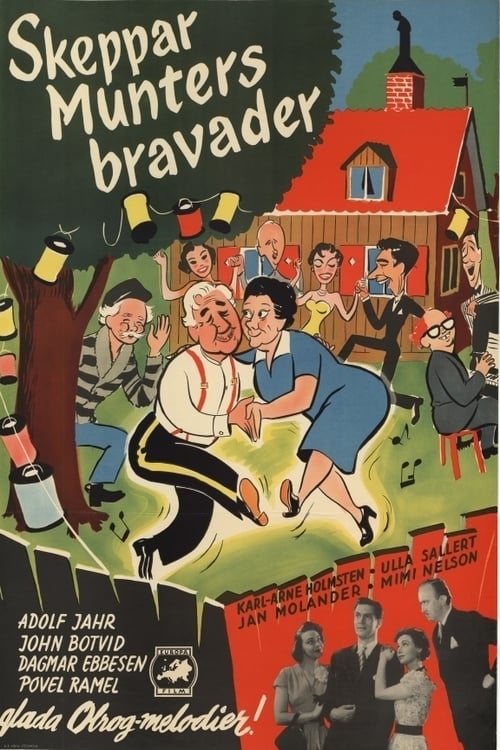 Skeppar
Munters
bravader
KARL-ARNE HOLMSTEN • ULLA SALLERT
JAN MOLANDER • MIMI NELSON
ADOLF JAHR
JOHN BOTVID
DAGMAR EBBESEN
POVEL RAMEL
EUROPA
FILM
glada Olrog-melodier!